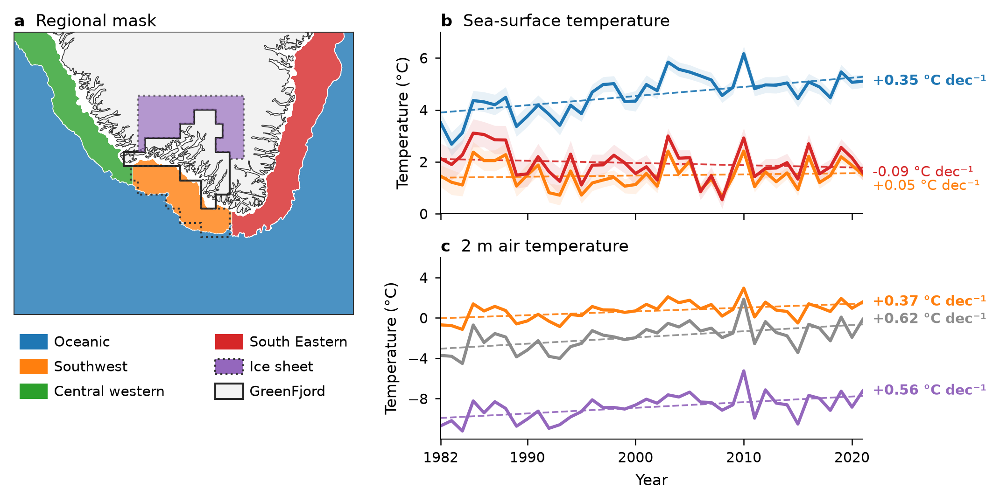 a Regional mask
Oceanic
Southwest
Central western
South Eastern
Ice sheet
GreenFjord
b Sea-surface temperature
Temperature (°C)
6
4
2
0
+0.35 °C dec⁻¹
-0.09 °C dec⁻¹
+0.05 °C dec⁻¹
c 2 m air temperature
Temperature (°C)
4
0
−4
−8
+0.37 °C dec⁻¹
+0.62 °C dec⁻¹
+0.56 °C dec⁻¹
1982 1990 2000 2010 2020
Year